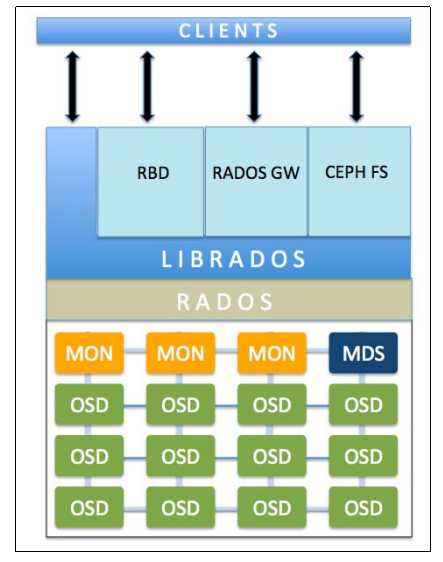 CLIENTS
RBD RADOS GW CEPH FS
LIBRADOS
RADOS
MON MON MON MDS
OSD OSD OSD OSD
OSD OSD OSD OSD
OSD OSD OSD OSD